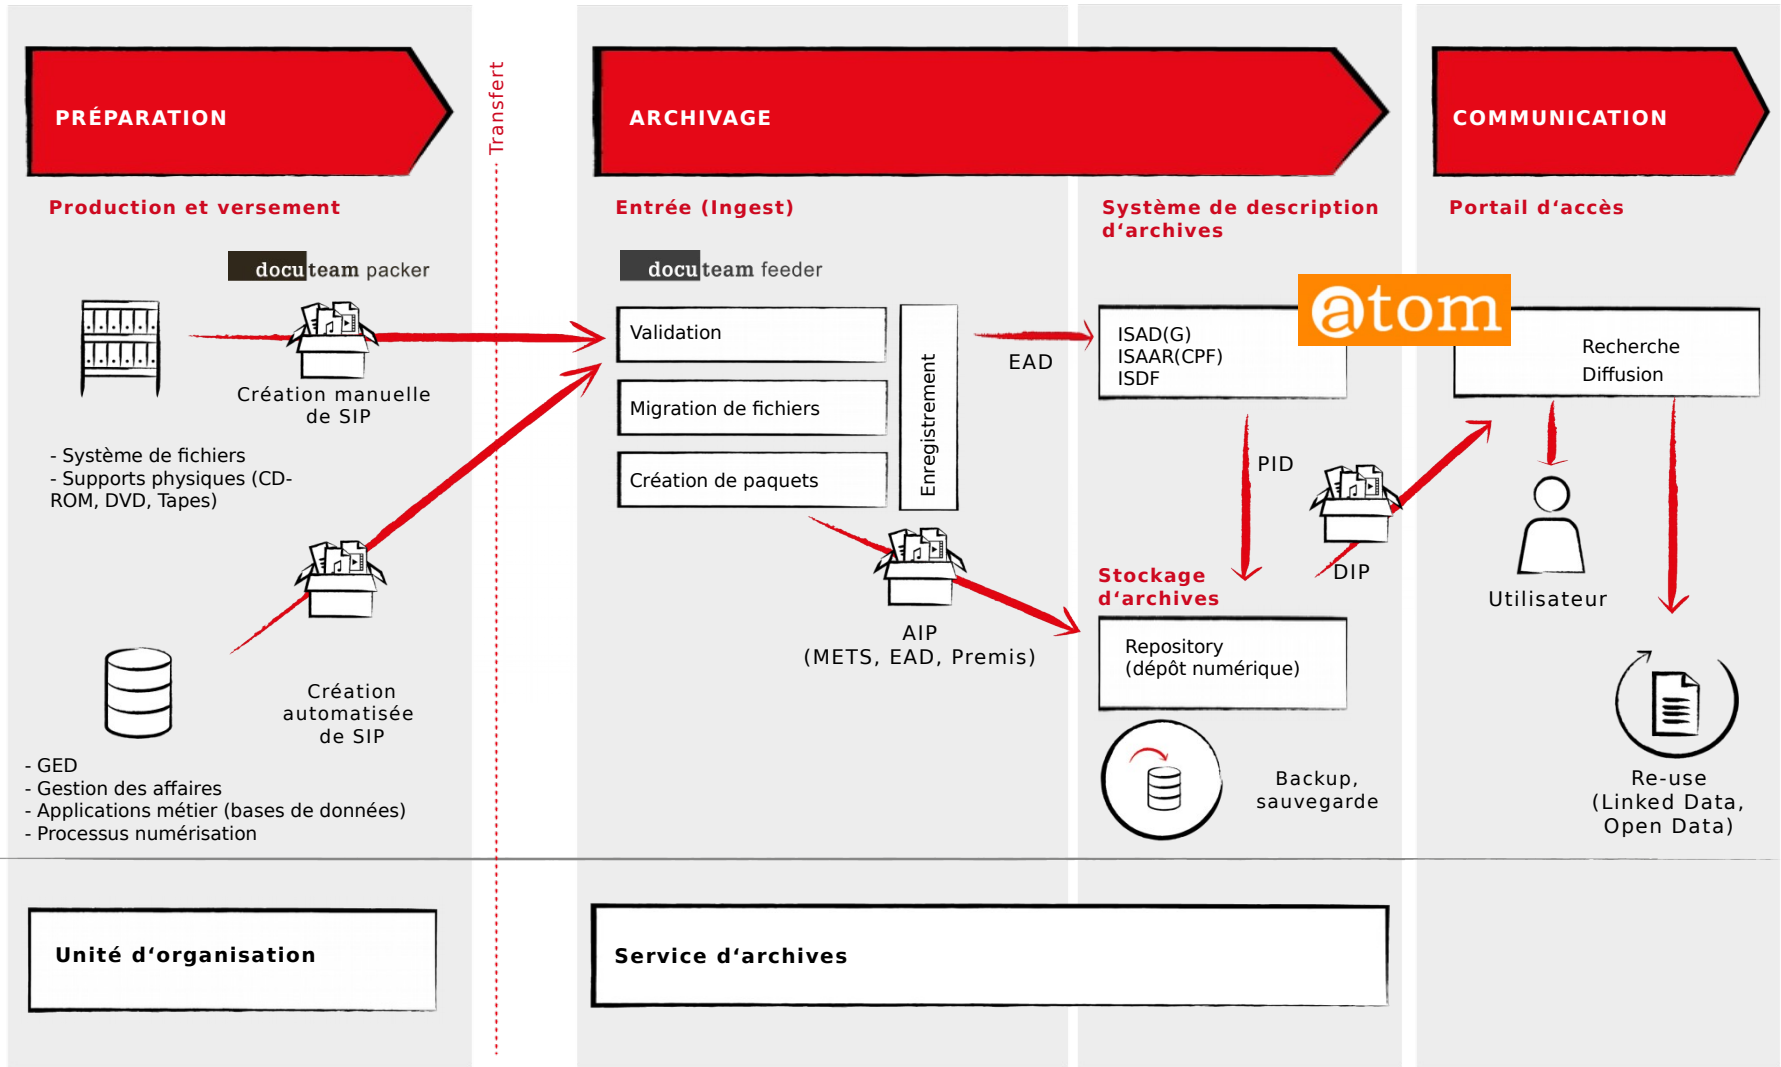 PRÉPARATION
Production et versement
docuteam packer
Création manuelle
de SIP
- Système de fichiers
- Supports physiques (CD-
ROM, DVD, Tapes)
Création
automatisée
de SIP
- GED
- Gestion des affaires
- Applications métier (bases de données)
- Processus numérisation
Unité d‘organisation
Transfert
ARCHIVAGE
Entrée (Ingest)
docuteam feeder
Validation
Migration de fichiers
Création de paquets
Enregistrement
EAD
AIP
(METS, EAD, Premis)
Système de description
d‘archives
ISAD(G)
ISAAR(CPF)
ISDF
atom
PID
DIP
Stockage
d‘archives
Repository
(dépôt numérique)
Backup,
sauvegarde
Service d‘archives
COMMUNICATION
Portail d‘accès
Recherche
Diffusion
Utilisateur
Re-use
(Linked Data,
Open Data)